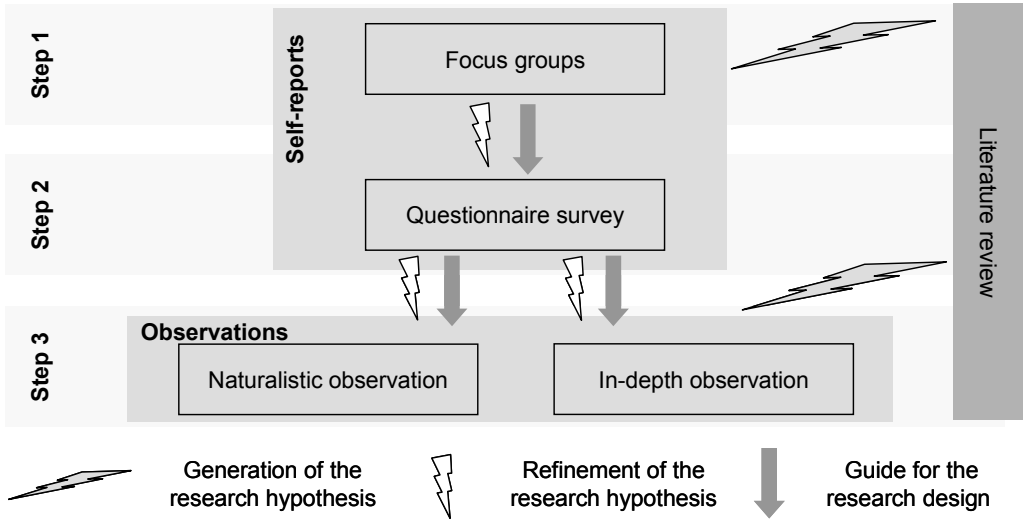 Step 1
Self-reports
Focus groups
Step 2
Questionnaire survey
Step 3
Observations
Naturalistic observation
In-depth observation
Literature review
Generation of the
research hypothesis
Refinement of the
research hypothesis
Guide for the
research design